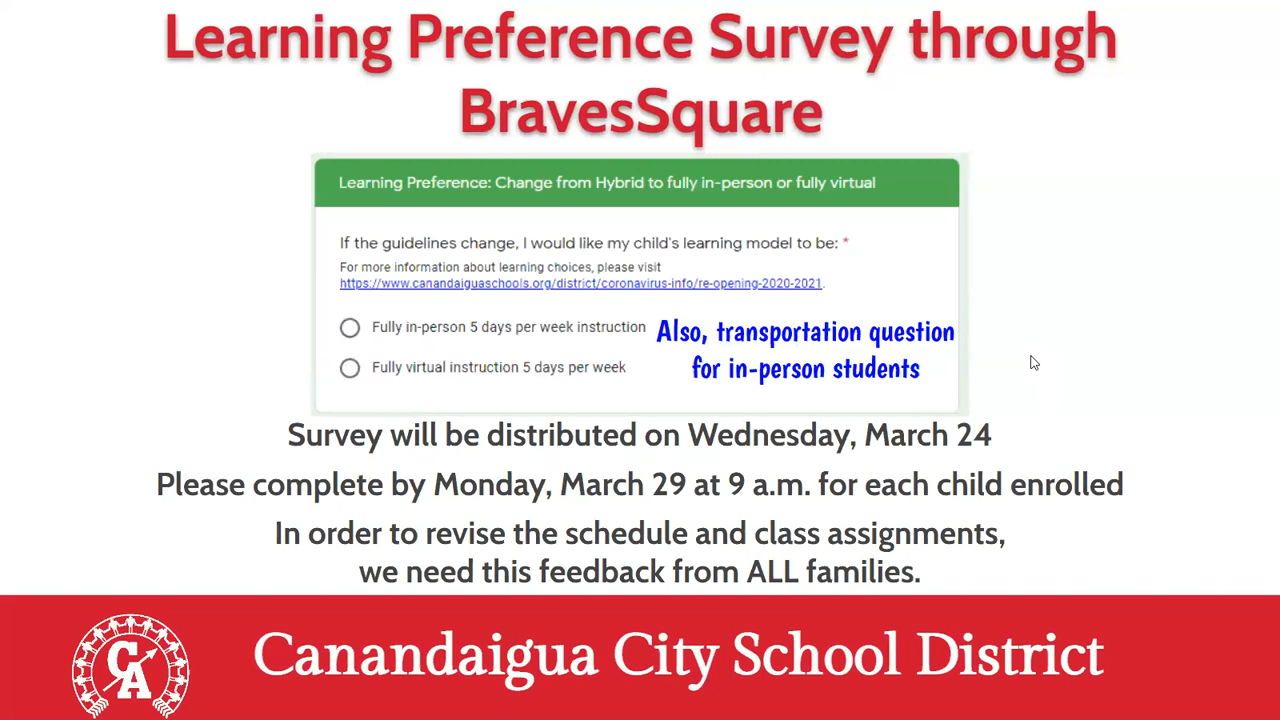 Learning Preference Survey through
BravesSquare
Learning Preference: Change from Hybrid to fully in-person or fully virtual
If the guidelines change, I would like my child's learning model to be: *
For more information about learning choices, please visit
https://www.canandaiguaschools.org/district/coronavirus-info/re-opening-2020-2021.
Fully in-person 5 days per week instruction
Also, transportation question
Fully virtual instruction 5 days per week
for in-person students
Survey will be distributed on Wednesday, March 24
Please complete by Monday, March 29 at 9 a.m. for each child enrolled
In order to revise the schedule and class assignments,
we need this feedback from ALL families.
CA
Canandaigua City School District